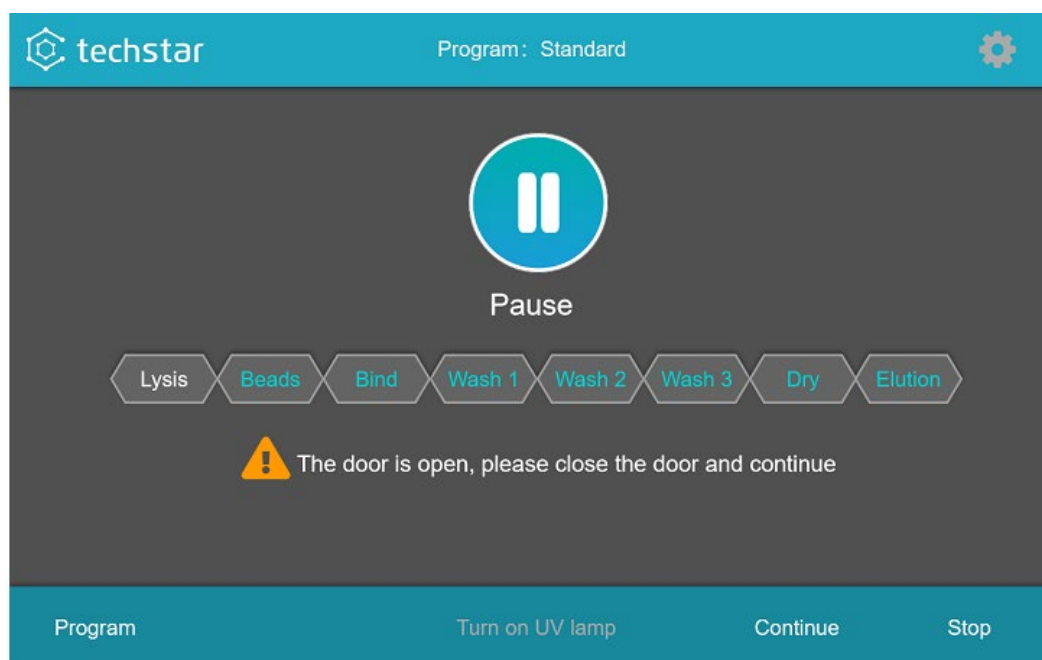 techstar
Program: Standard
Pause
Lysis Beads Bind Wash 1 Wash 2 Wash 3 Dry Elution
The door is open, please close the door and continue
Program Turn on UV lamp Continue Stop